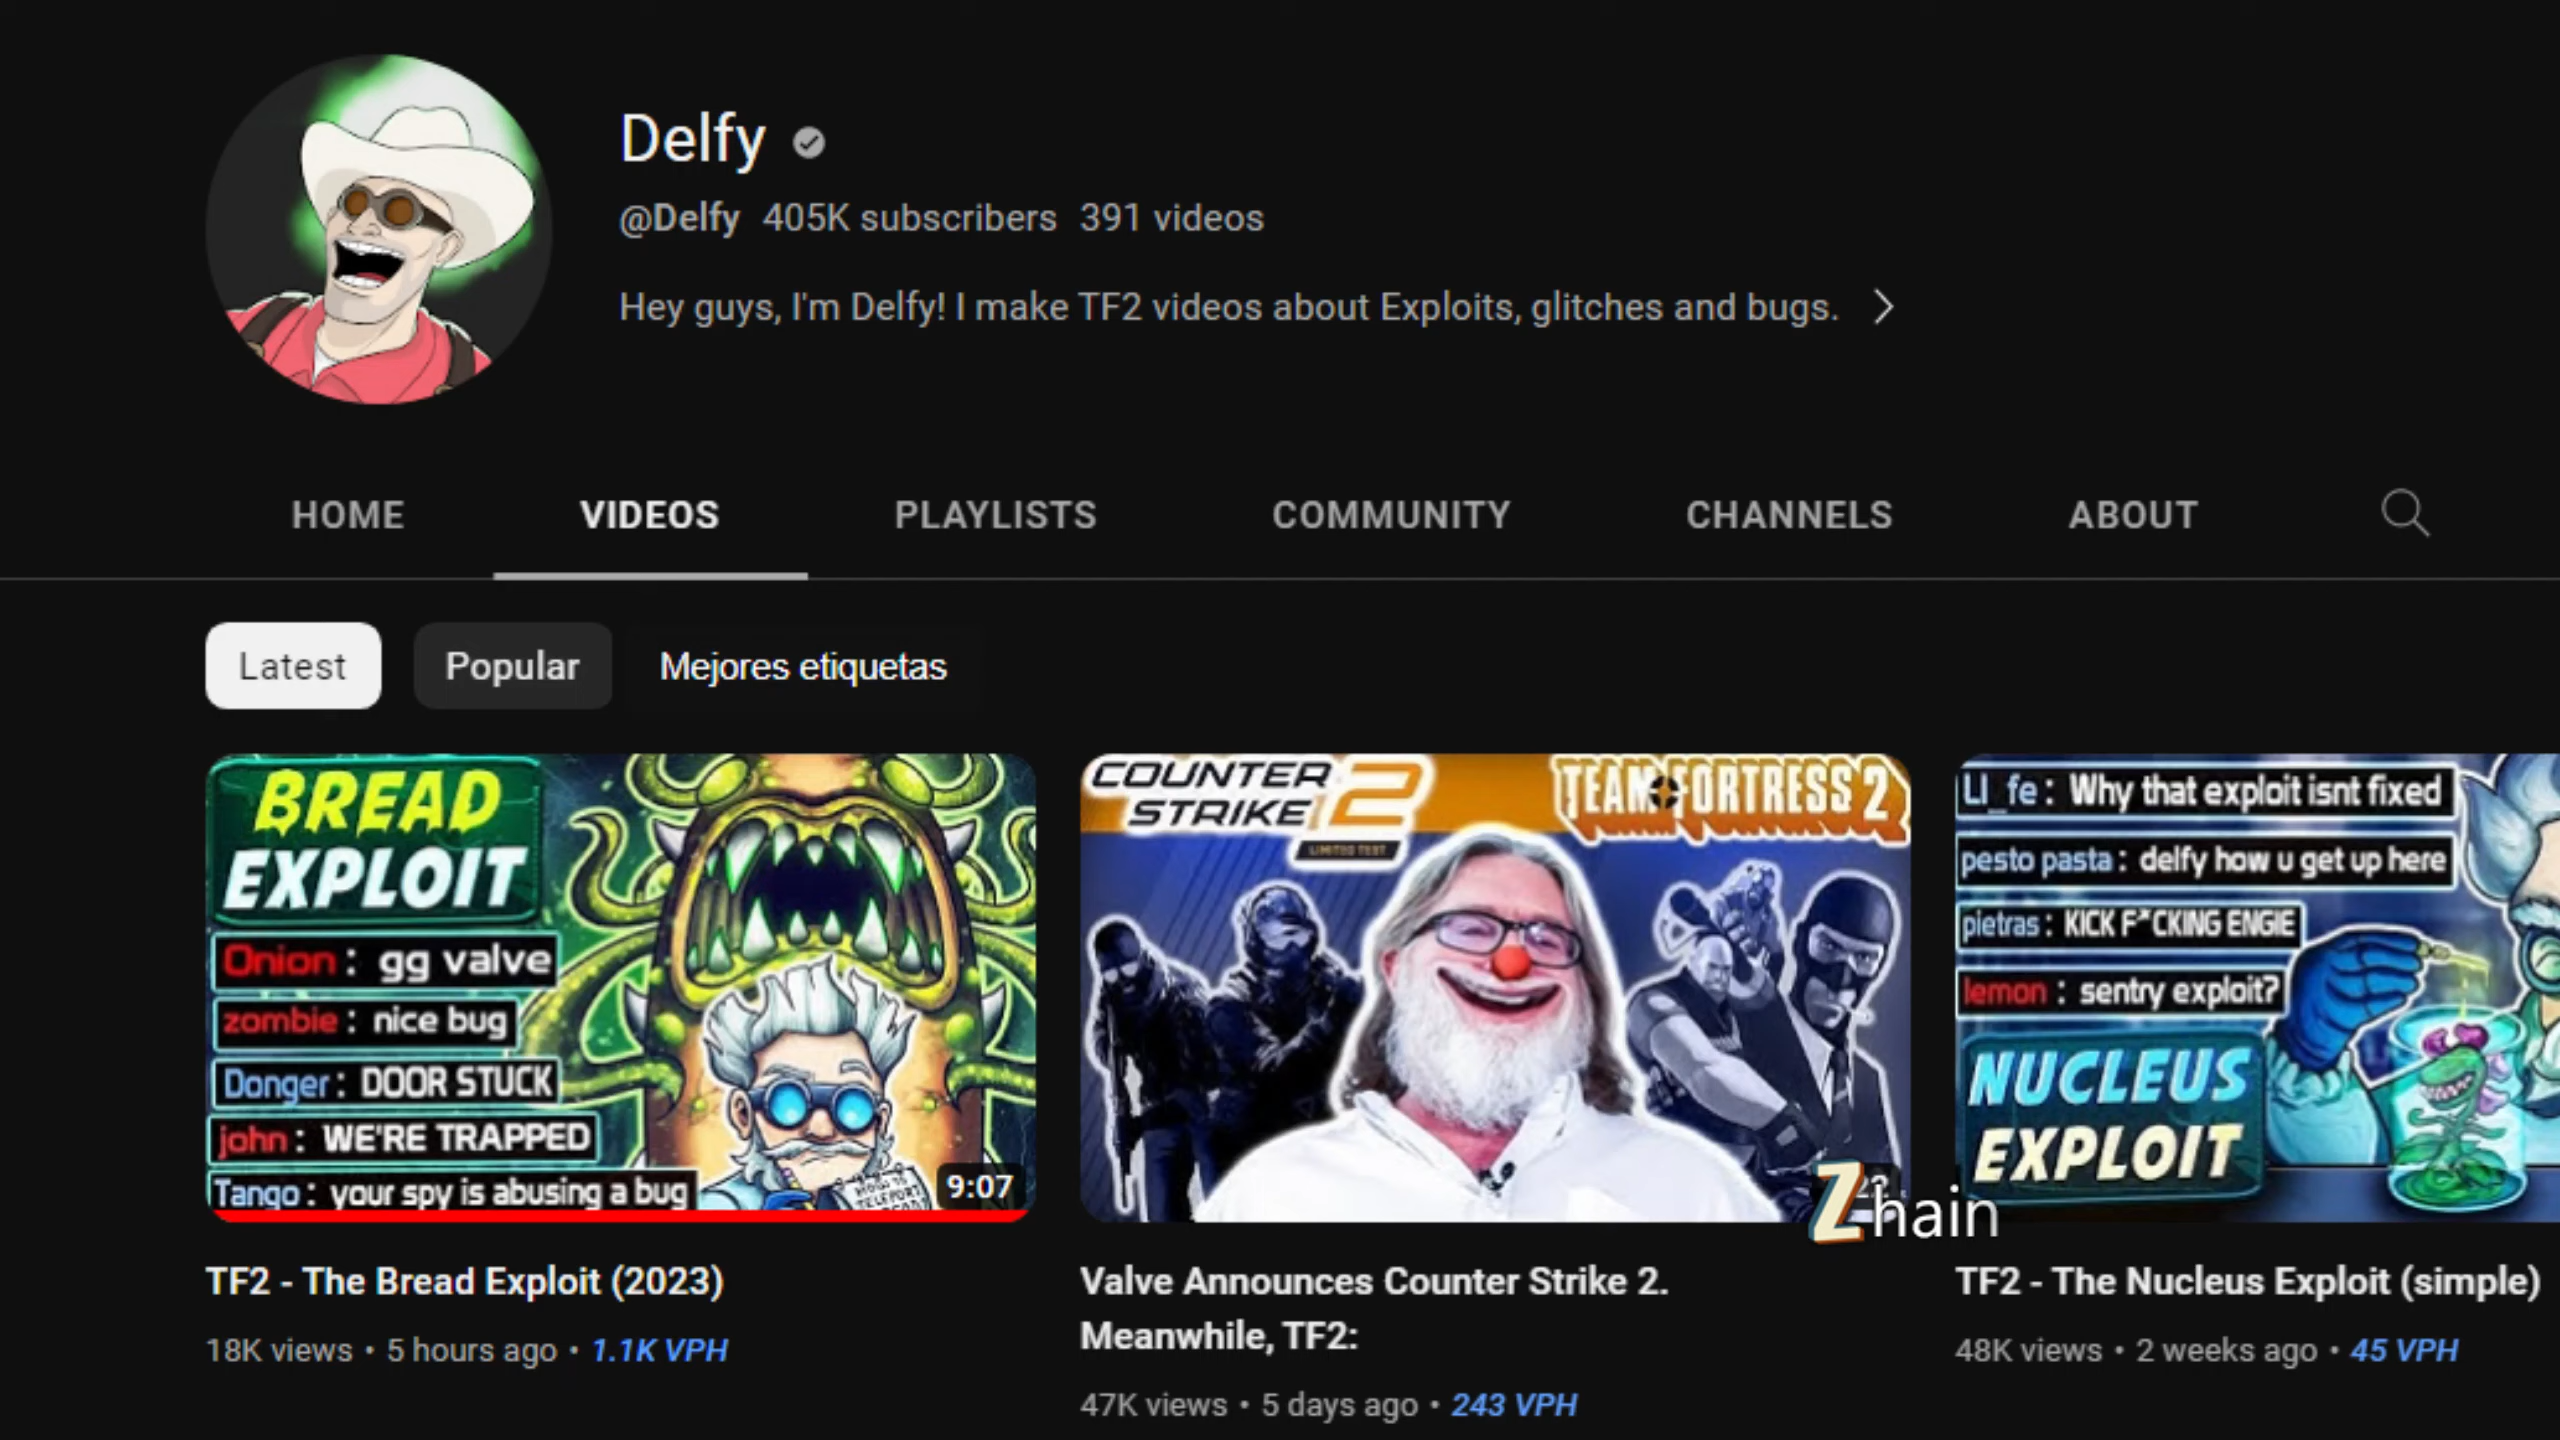 Delfy
@Delfy 405K subscribers 391 videos
Hey guys, I'm Delfy! I make TF2 videos about Exploits, glitches and bugs.
HOME VIDEOS PLAYLISTS COMMUNITY CHANNELS ABOUT
Latest Popular Mejores etiquetas
BREAD
EXPLOIT
Onion : gg valve
zombie : nice bug
Donger : DOOR STUCK
john : WE'RE TRAPPED
Tango : your spy is abusing a bug
9:07
COUNTER
STRIKE 2
LIMITED TEST
TEAM FORTRESS 2
LI_fe : Why that exploit isnt fixed
pesto pasta : delfy how u get up here
pietras : KICK F*CKING ENGIE
lemon : sentry exploit?
NUCLEUS
EXPLOIT
Zhain
TF2 - The Bread Exploit (2023)
18K views • 5 hours ago • 1.1K VPH
Valve Announces Counter Strike 2.
Meanwhile, TF2:
47K views • 5 days ago • 243 VPH
TF2 - The Nucleus Exploit (simple)
48K views • 2 weeks ago • 45 VPH